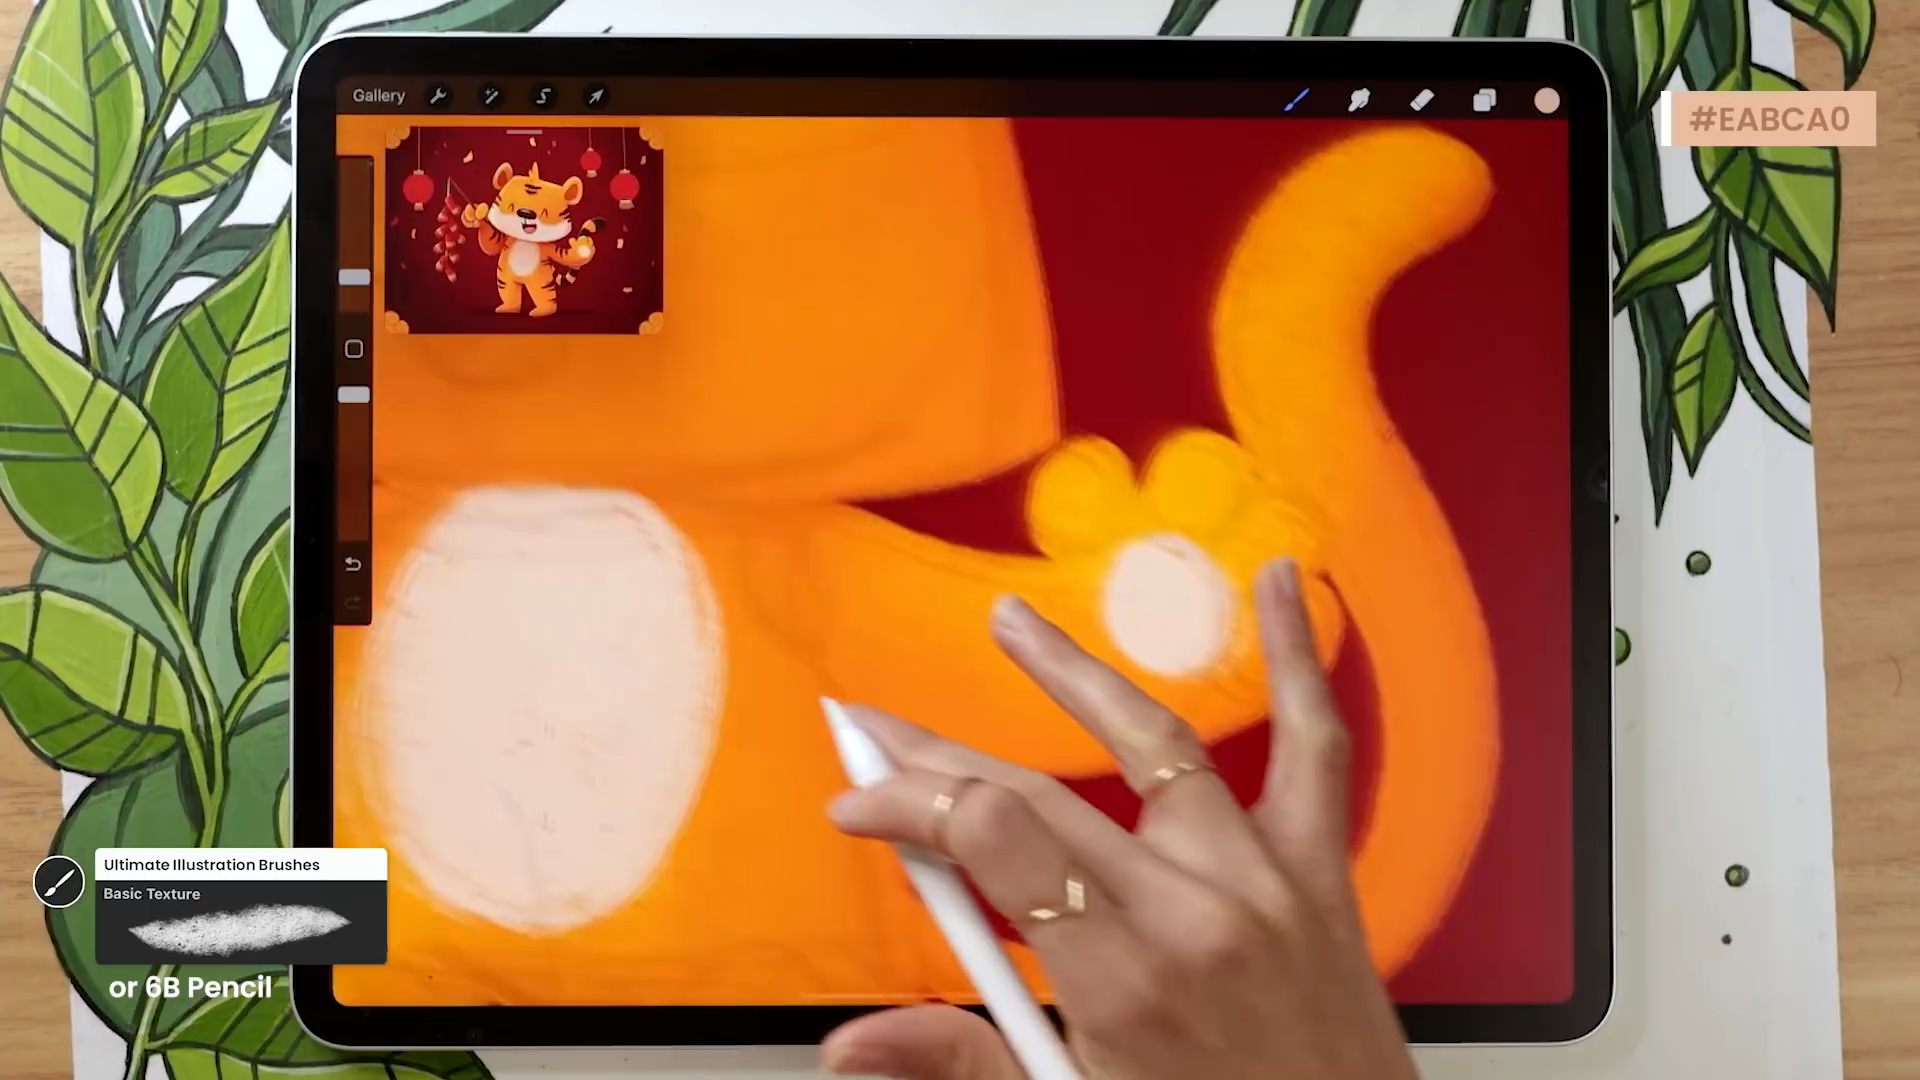 Gallery
#EABCA0
Ultimate Illustration Brushes
Basic Texture
or 6B Pencil